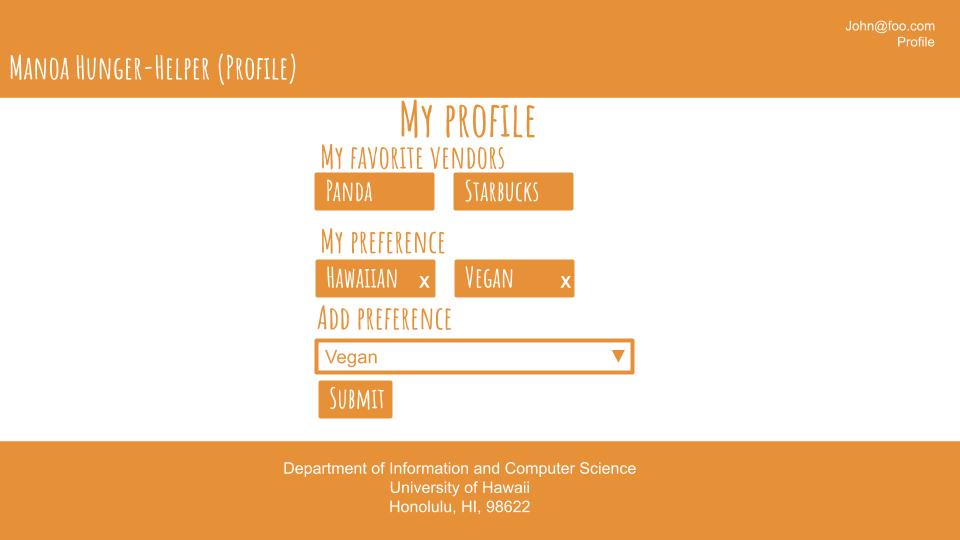 John@foo.com
Profile
Manoa Hunger-Helper (Profile)
My profile
My favorite vendors
Panda
Starbucks
My preference
Hawaiian x
Vegan x
Add preference
Vegan
Submit
Department of Information and Computer Science
University of Hawaii
Honolulu, HI, 98622